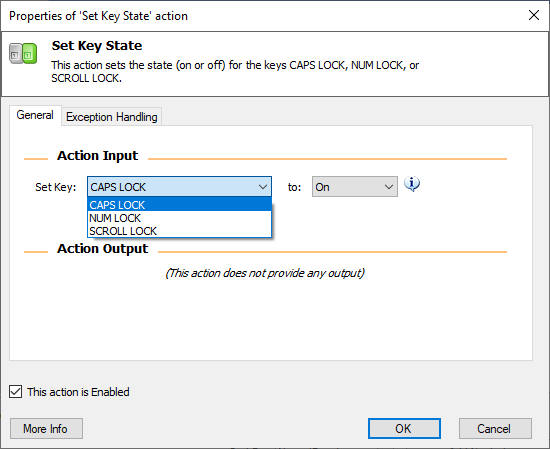 Properties of 'Set Key State' action
Set Key State
This action sets the state (on or off) for the keys CAPS LOCK, NUM LOCK, or
SCROLL LOCK.
General Exception Handling
Action Input
Set Key: CAPS LOCK to: On
CAPS LOCK
NUM LOCK
SCROLL LOCK
Action Output
(This action does not provide any output)
This action is Enabled
More Info OK Cancel